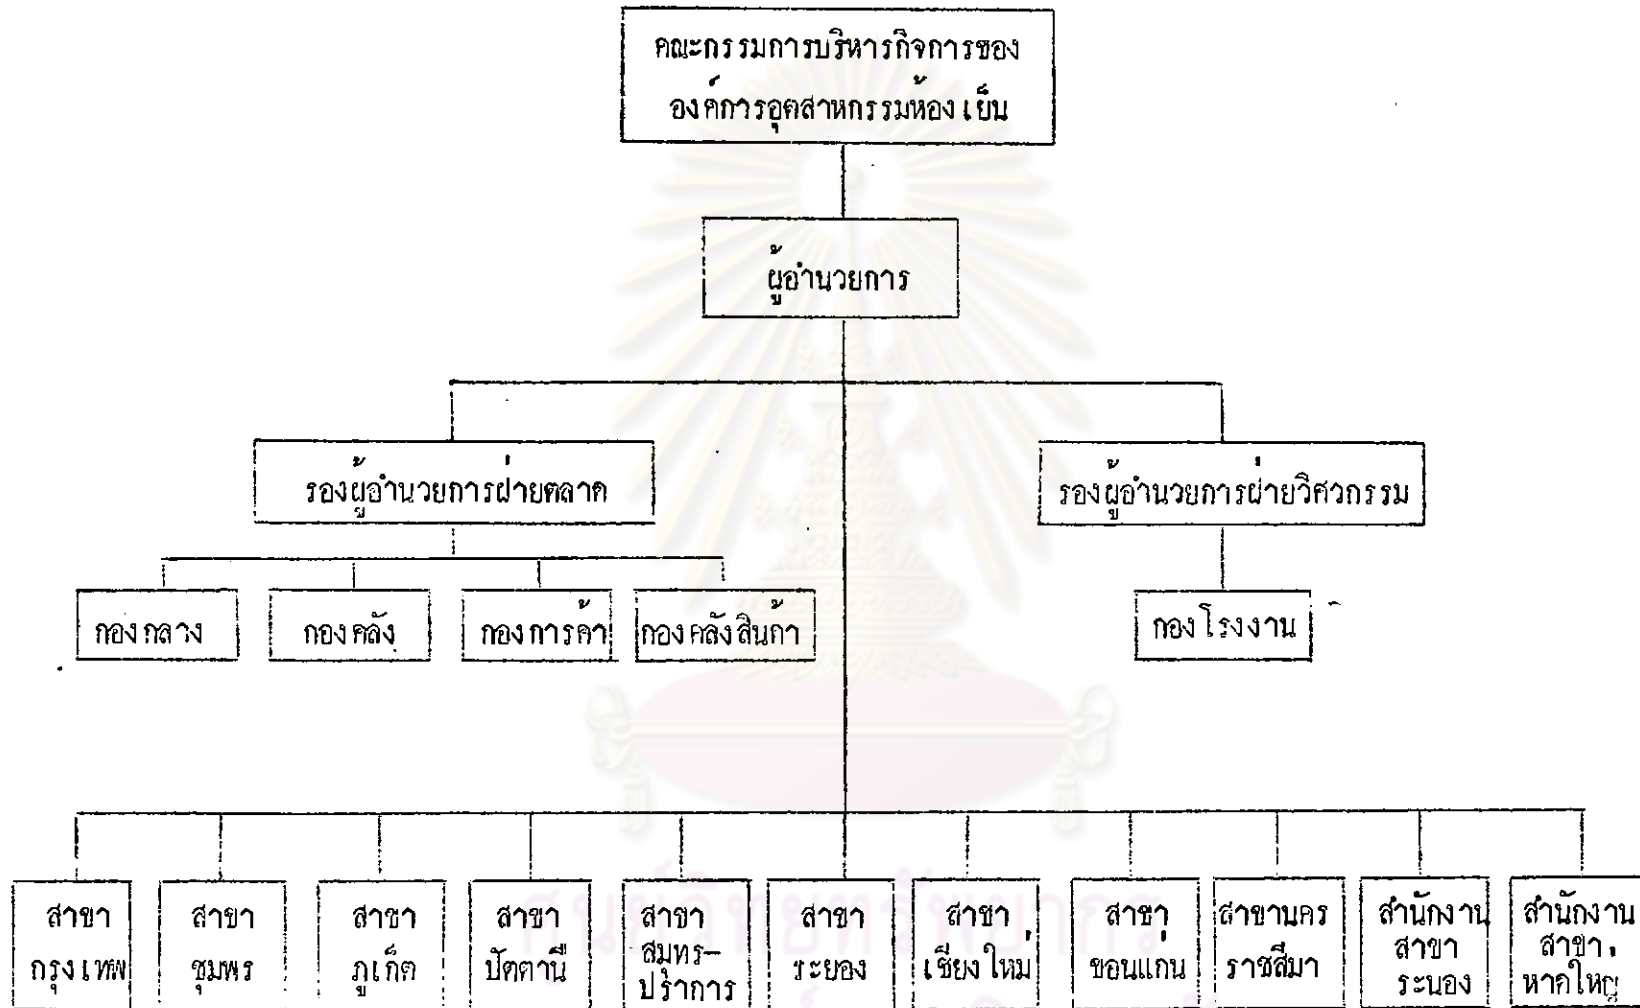 คณะกรรมการบริหารกิจการของ
องค์การอุตสาหกรรมห้องเย็น
ผู้อำนวยการ
รองผู้อำนวยการฝ่ายตลาด
รองผู้อำนวยการฝ่ายวิศวกรรม
กองกลาง
กองคลัง
กองการค้า
กองคลังสินค้า
กองโรงงาน
สาขา
กรุงเทพ
สาขา
ชุมพร
สาขา
ภูเก็ต
สาขา
ปัตตานี
สาขา
สมุทร-
ปราการ
สาขา
ระยอง
สาขา
เชียงใหม่
สาขา
ขอนแก่น
สาขานคร
ราชสีมา
สำนักงาน
สาขา
ระนอง
สำนักงาน
สาขา
หาดใหญ่
ศูนย์วิทยทรัพยากร